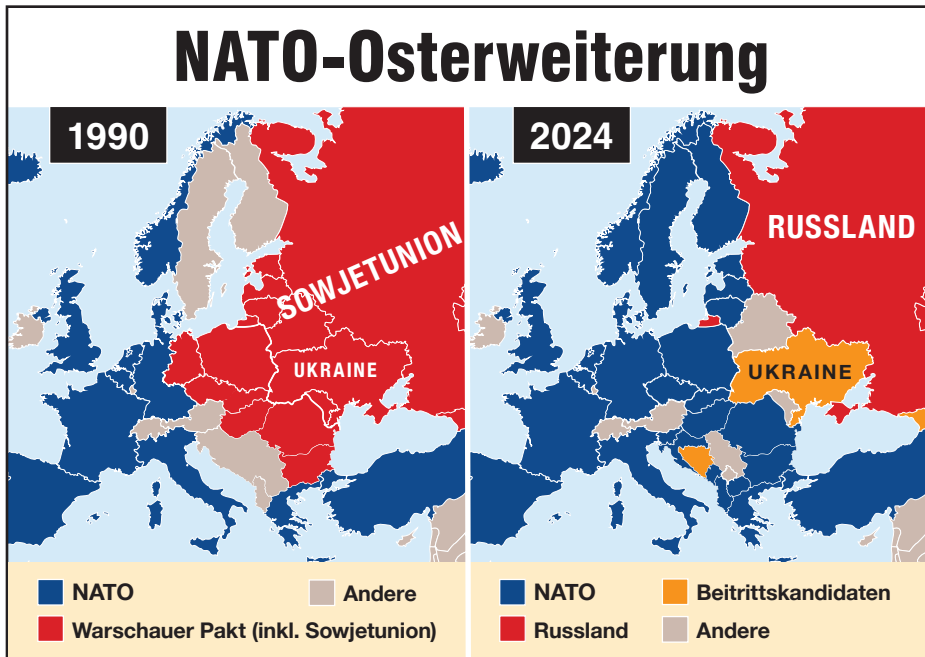 NATO-Osterweiterung
1990
SOWJETUNION
UKRAINE
NATO
Andere
Warschauer Pakt (inkl. Sowjetunion)
2024
RUSSLAND
UKRAINE
NATO
Beitrittskandidaten
Russland
Andere